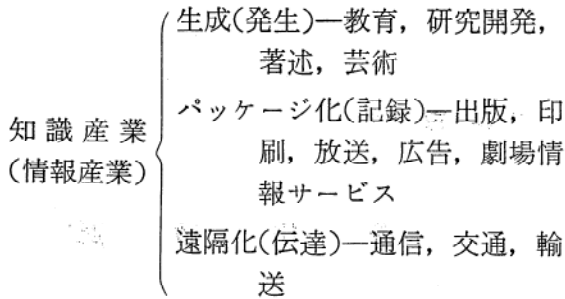 知識産業
(情報産業)
生成(発生)—教育，研究開発，
著述，芸術
パッケージ化(記録)—出版，印
刷，放送，広告，劇場情
報サービス
遠隔化(伝達)—通信，交通，輸
送